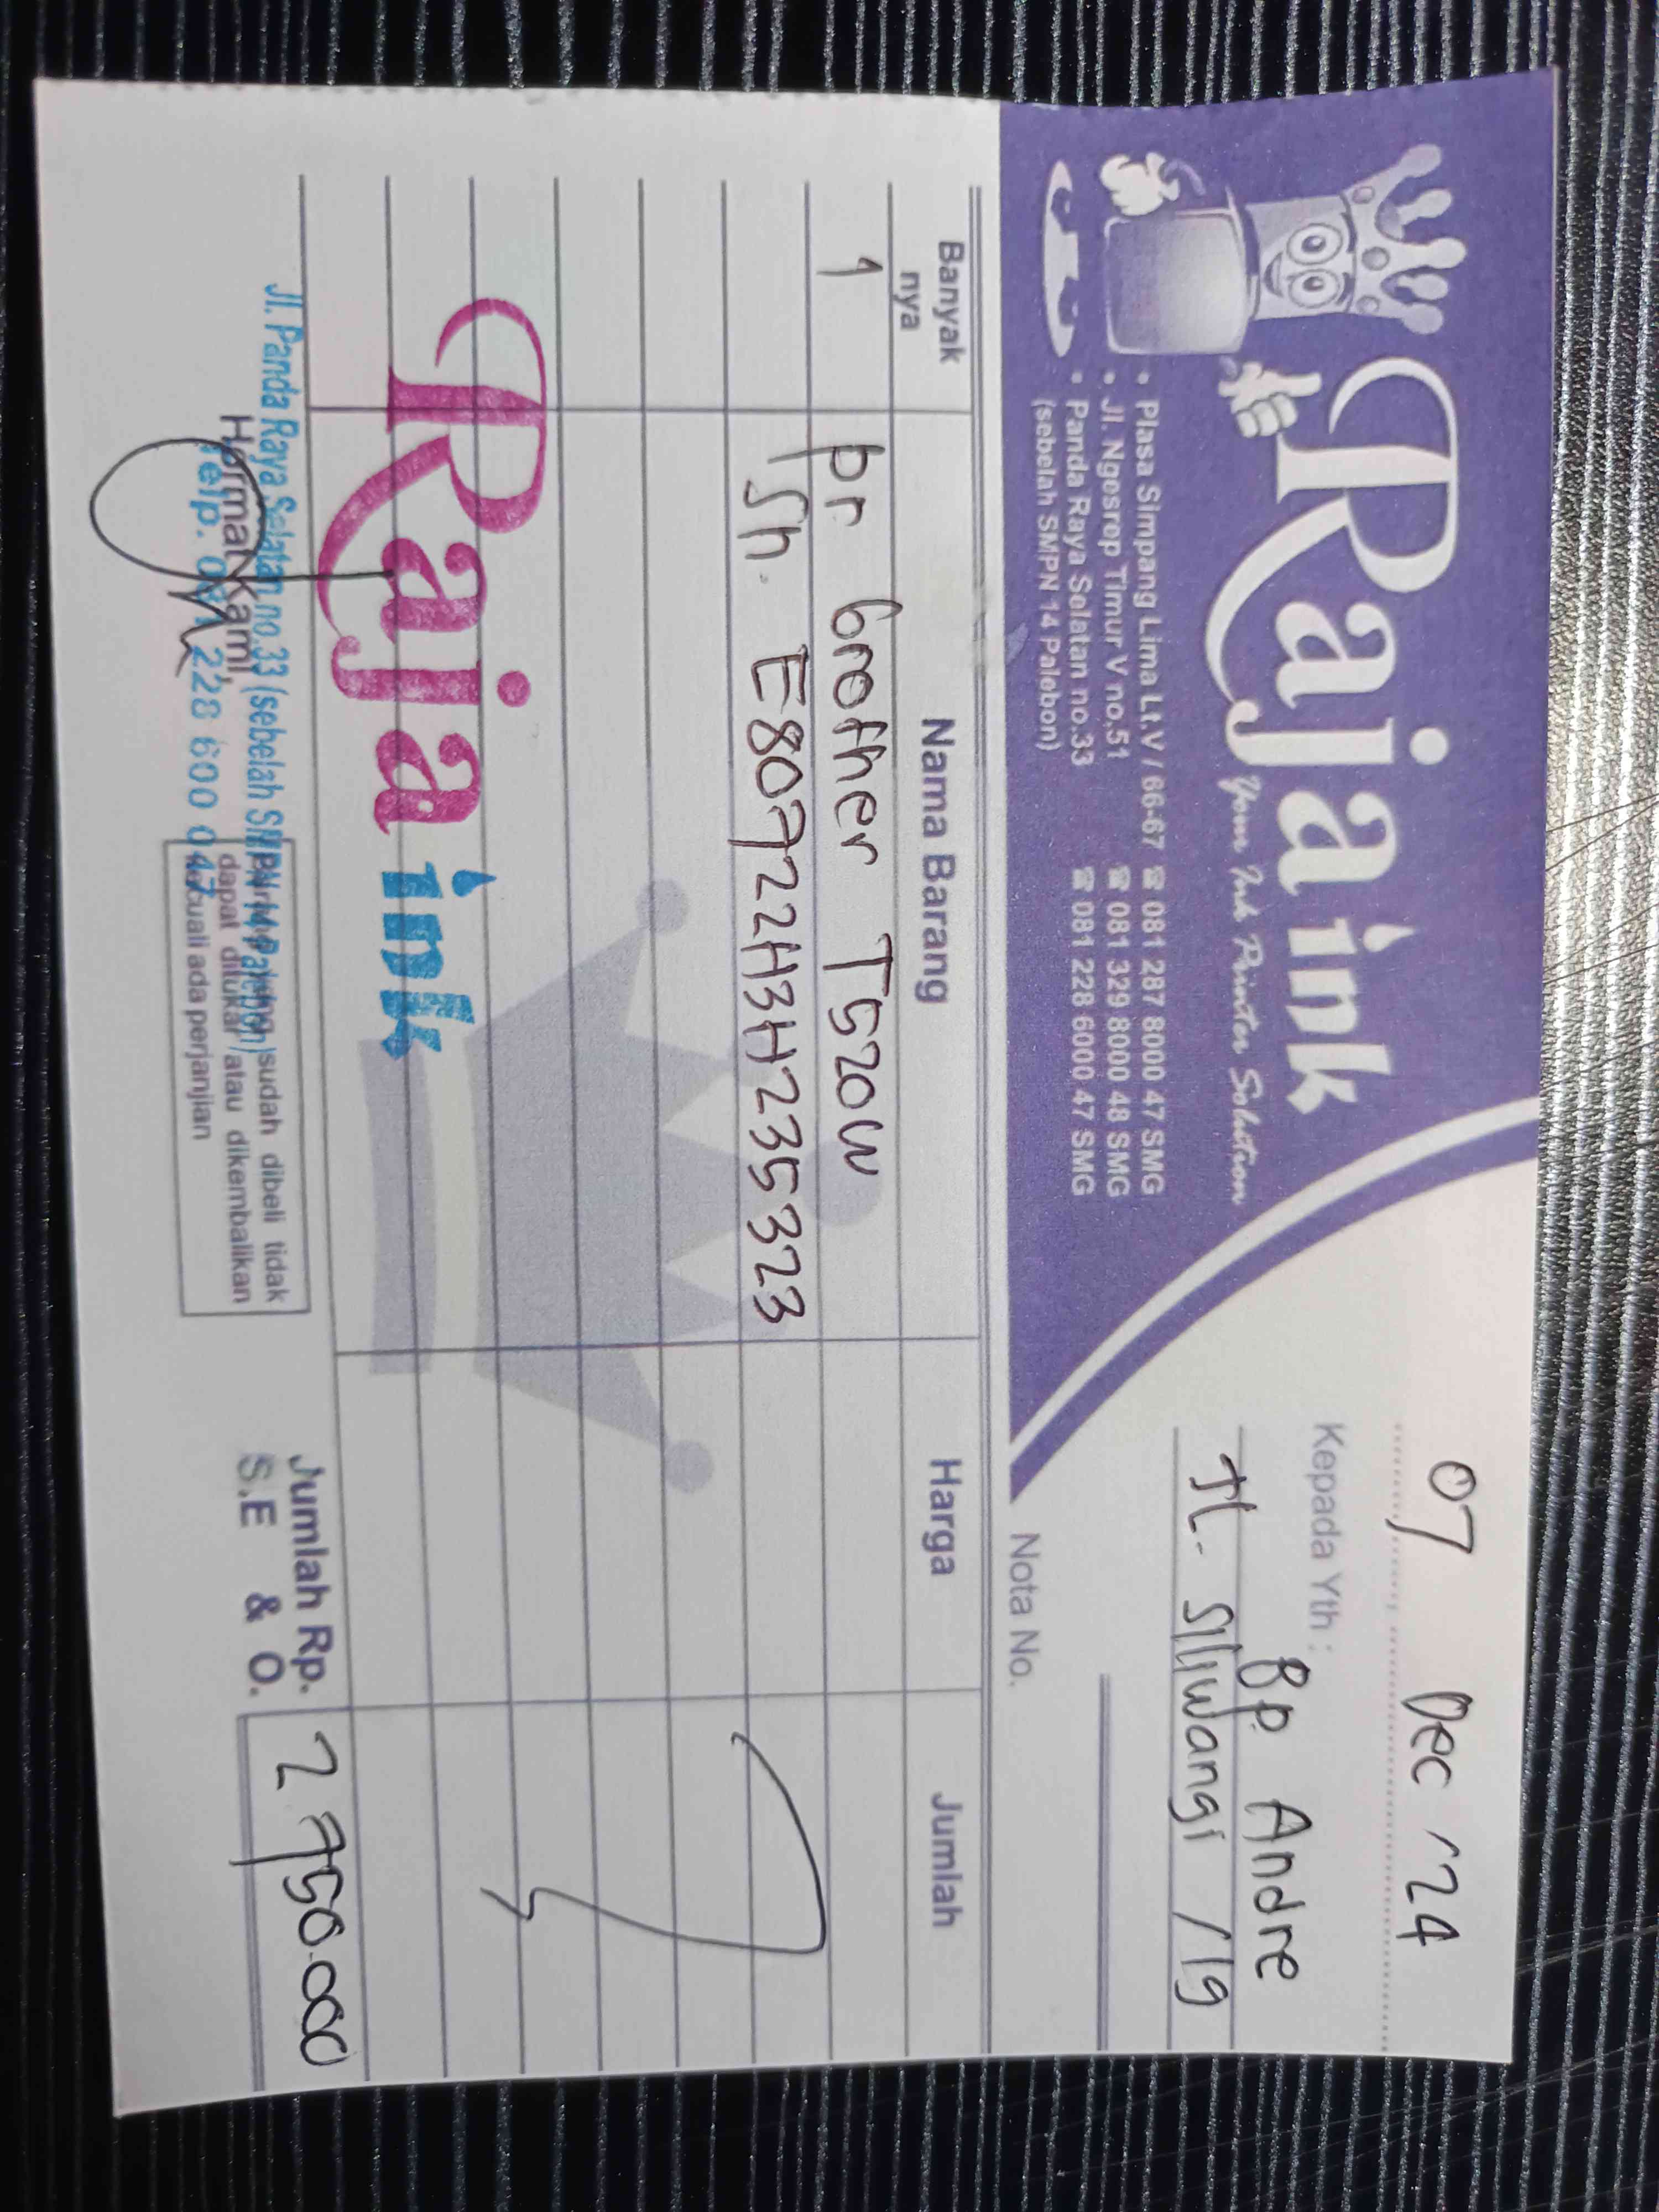 Raja ink
Your Ink Printer Solution
• Plasa Simpang Lima Lt.V / 66-67 ☎ 081 287 8000 47 SMG
• Jl. Ngesrep Timur V no.51 ☎ 081 329 8000 48 SMG
• Panda Raya Selatan no.33 ☎ 081 228 6000 47 SMG
(sebelah SMPN 14 Palebon)
07 Dec '24
Kepada Yth :
Bp Andre
JL. Siliwangi 119
Nota No.
Banyak nya Nama Barang Harga Jumlah
1 pr brother T520W
Sn. E80722H3H235323
Raja ink
Jl. Panda Raya Selatan no.33 (sebelah SMPN 14 Palebon)
Telp. 081 228 600 047
Hormat Kami,
sudah dibeli tidak
dapat ditukar atau dikembalikan
kecuali ada perjanjian
Jumlah Rp. 2 750.000
S.E & O.